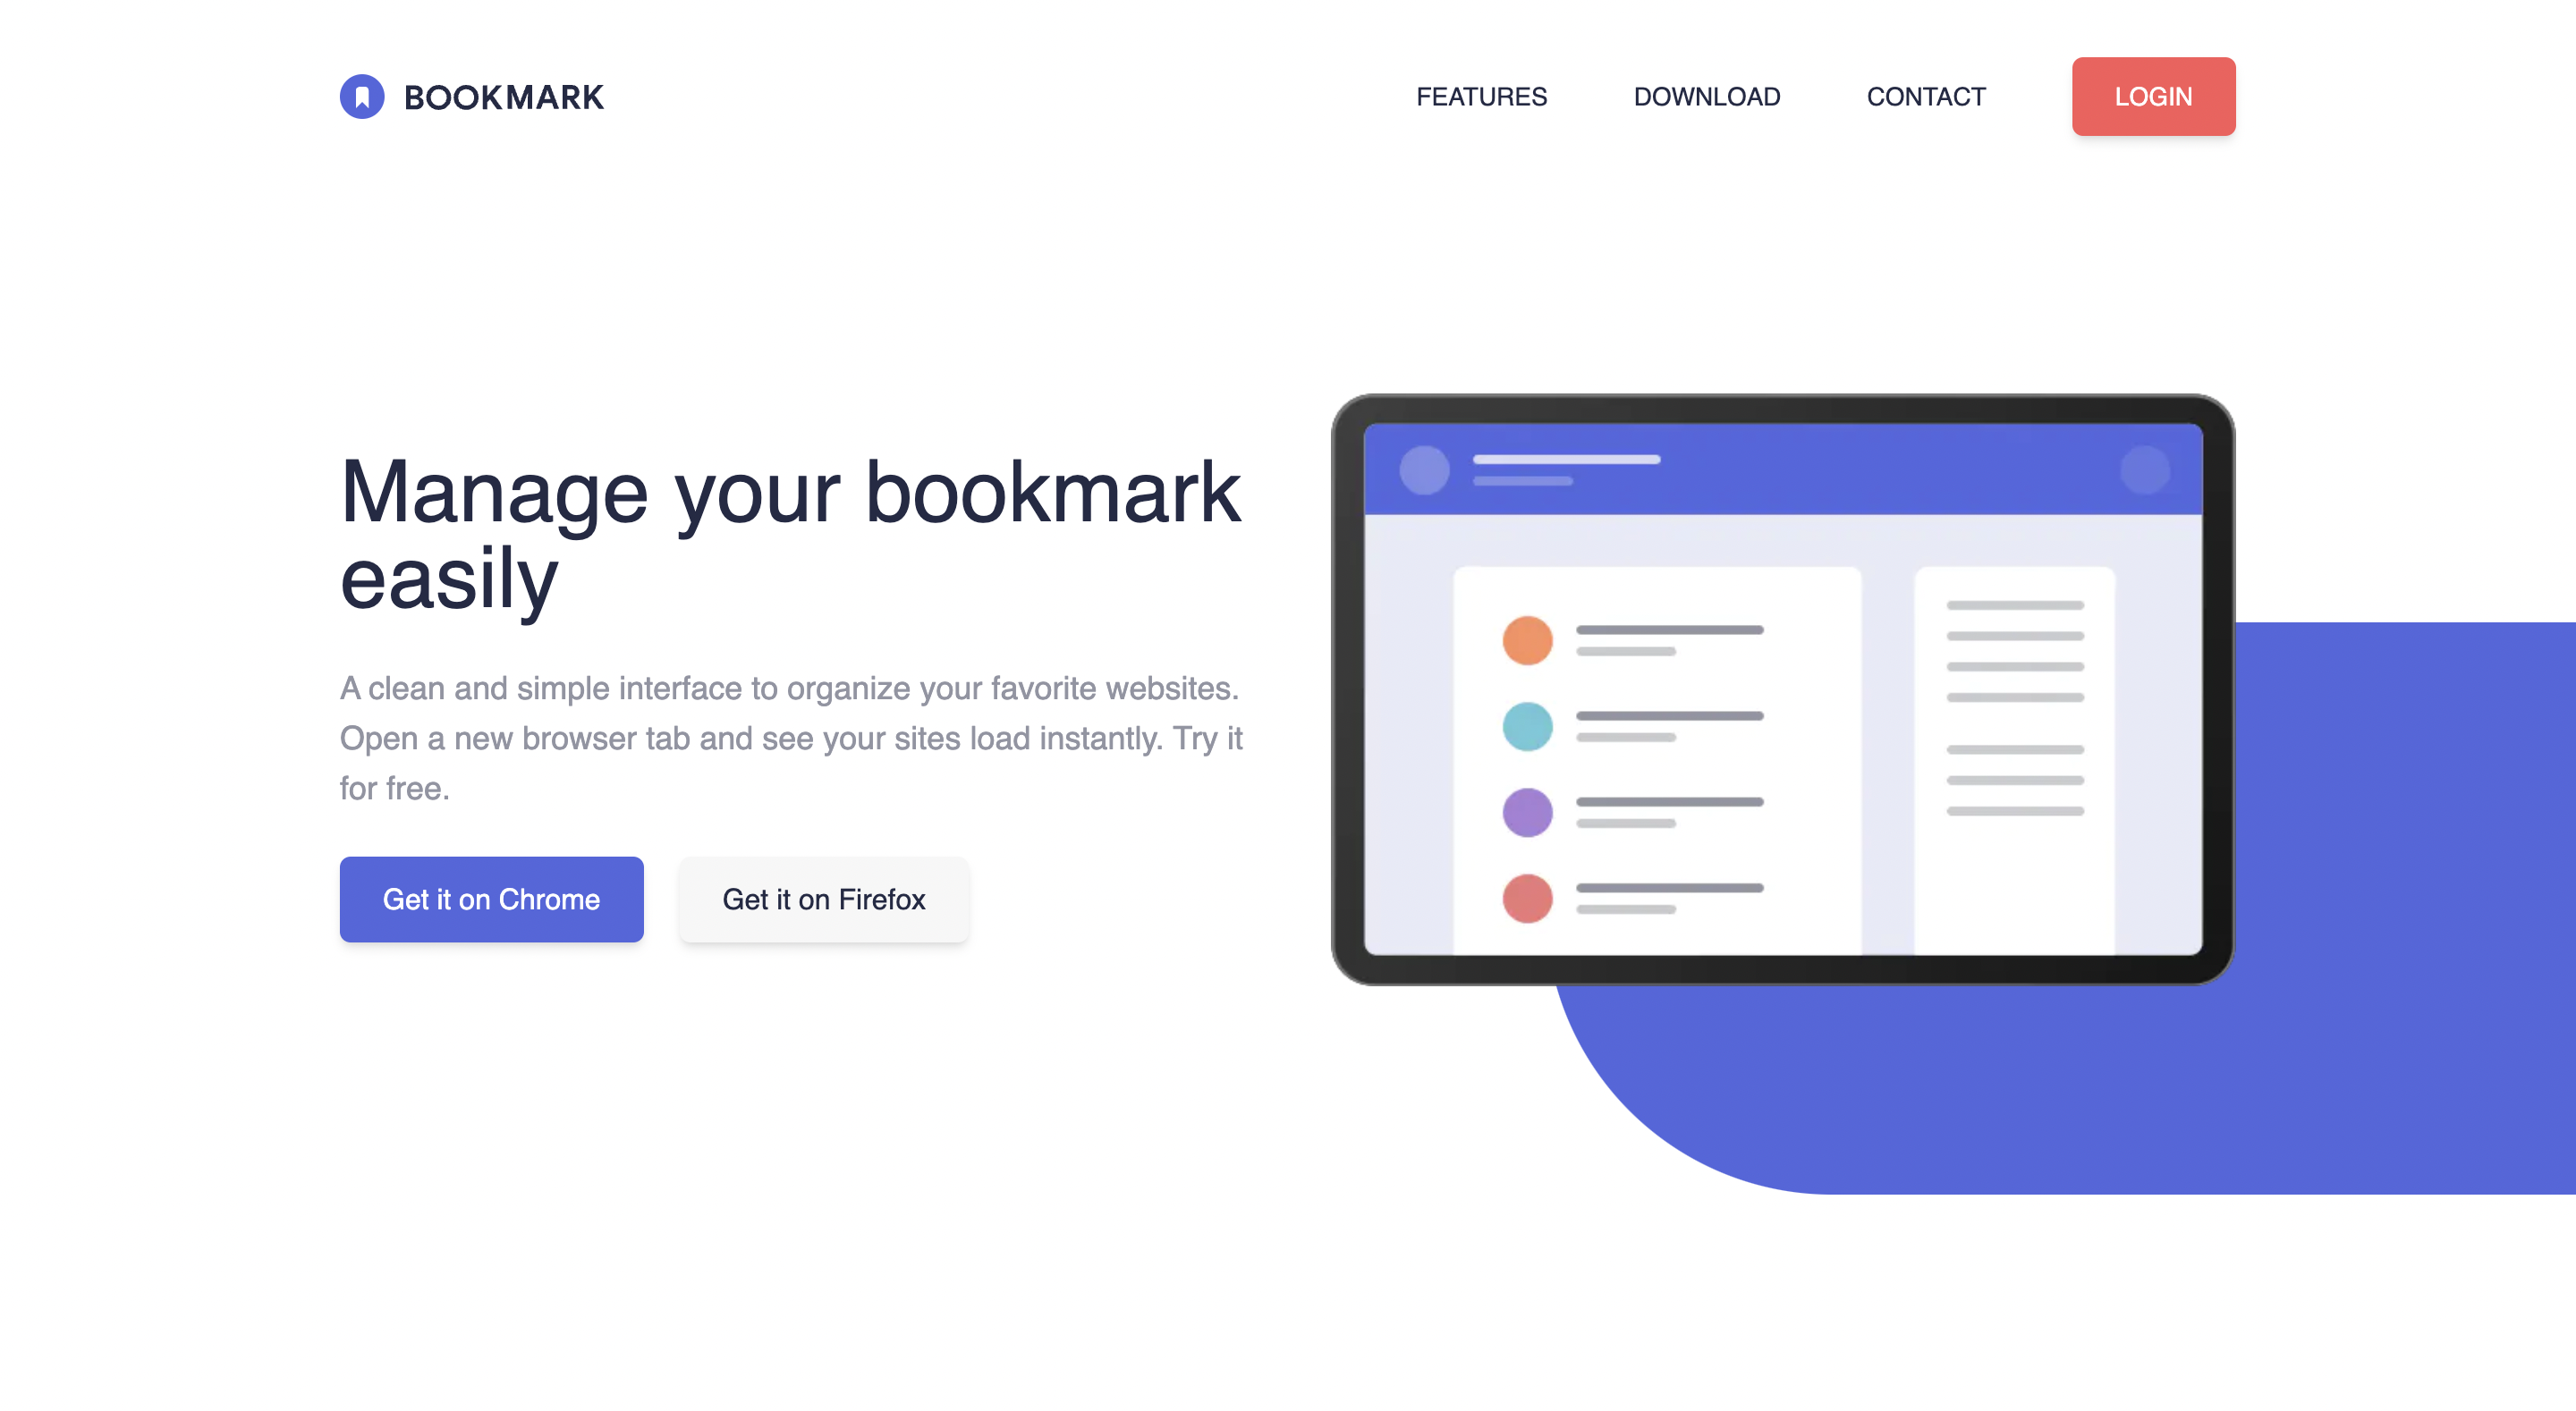 BOOKMARK
FEATURES
DOWNLOAD
CONTACT
LOGIN
Manage your bookmark
easily
A clean and simple interface to organize your favorite websites.
Open a new browser tab and see your sites load instantly. Try it
for free.
Get it on Chrome
Get it on Firefox